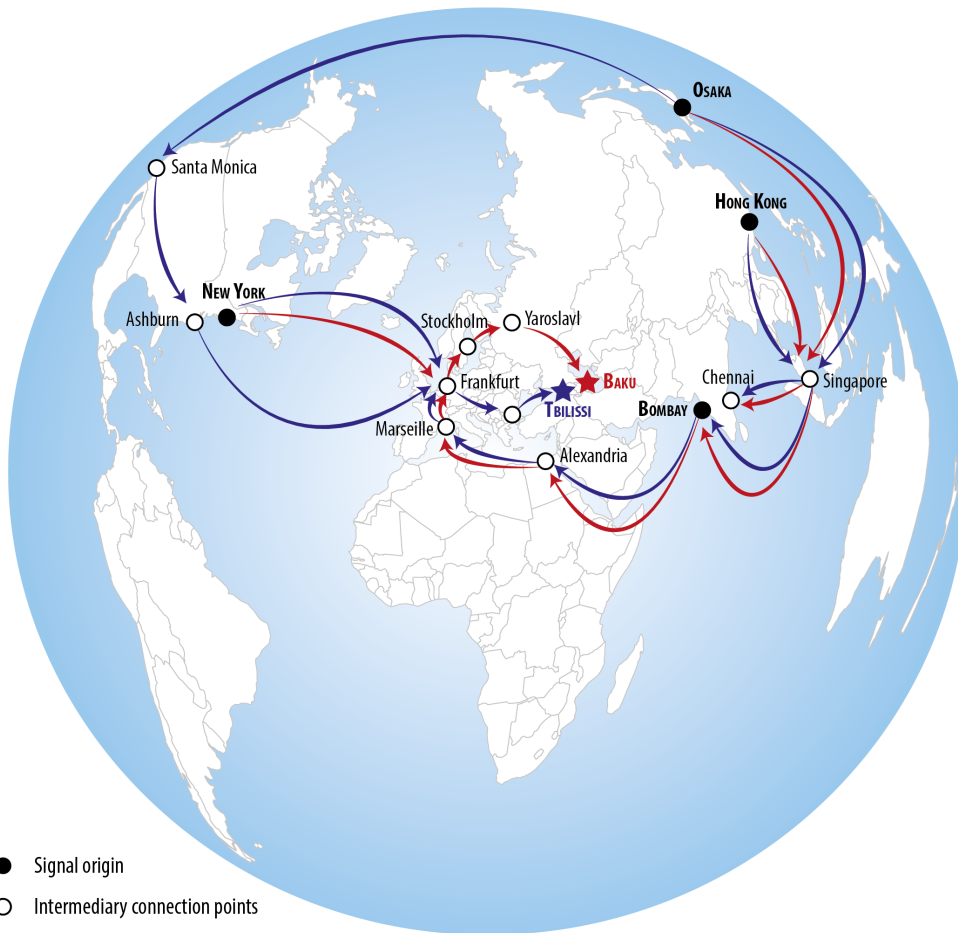 OSAKA
Santa Monica
HONG KONG
NEW YORK
Ashburn
Stockholm
Yaroslavl
Frankfurt
BAKU
TBILISSI
Chennai
Singapore
BOMBAY
Marseille
Alexandria
Signal origin
Intermediary connection points